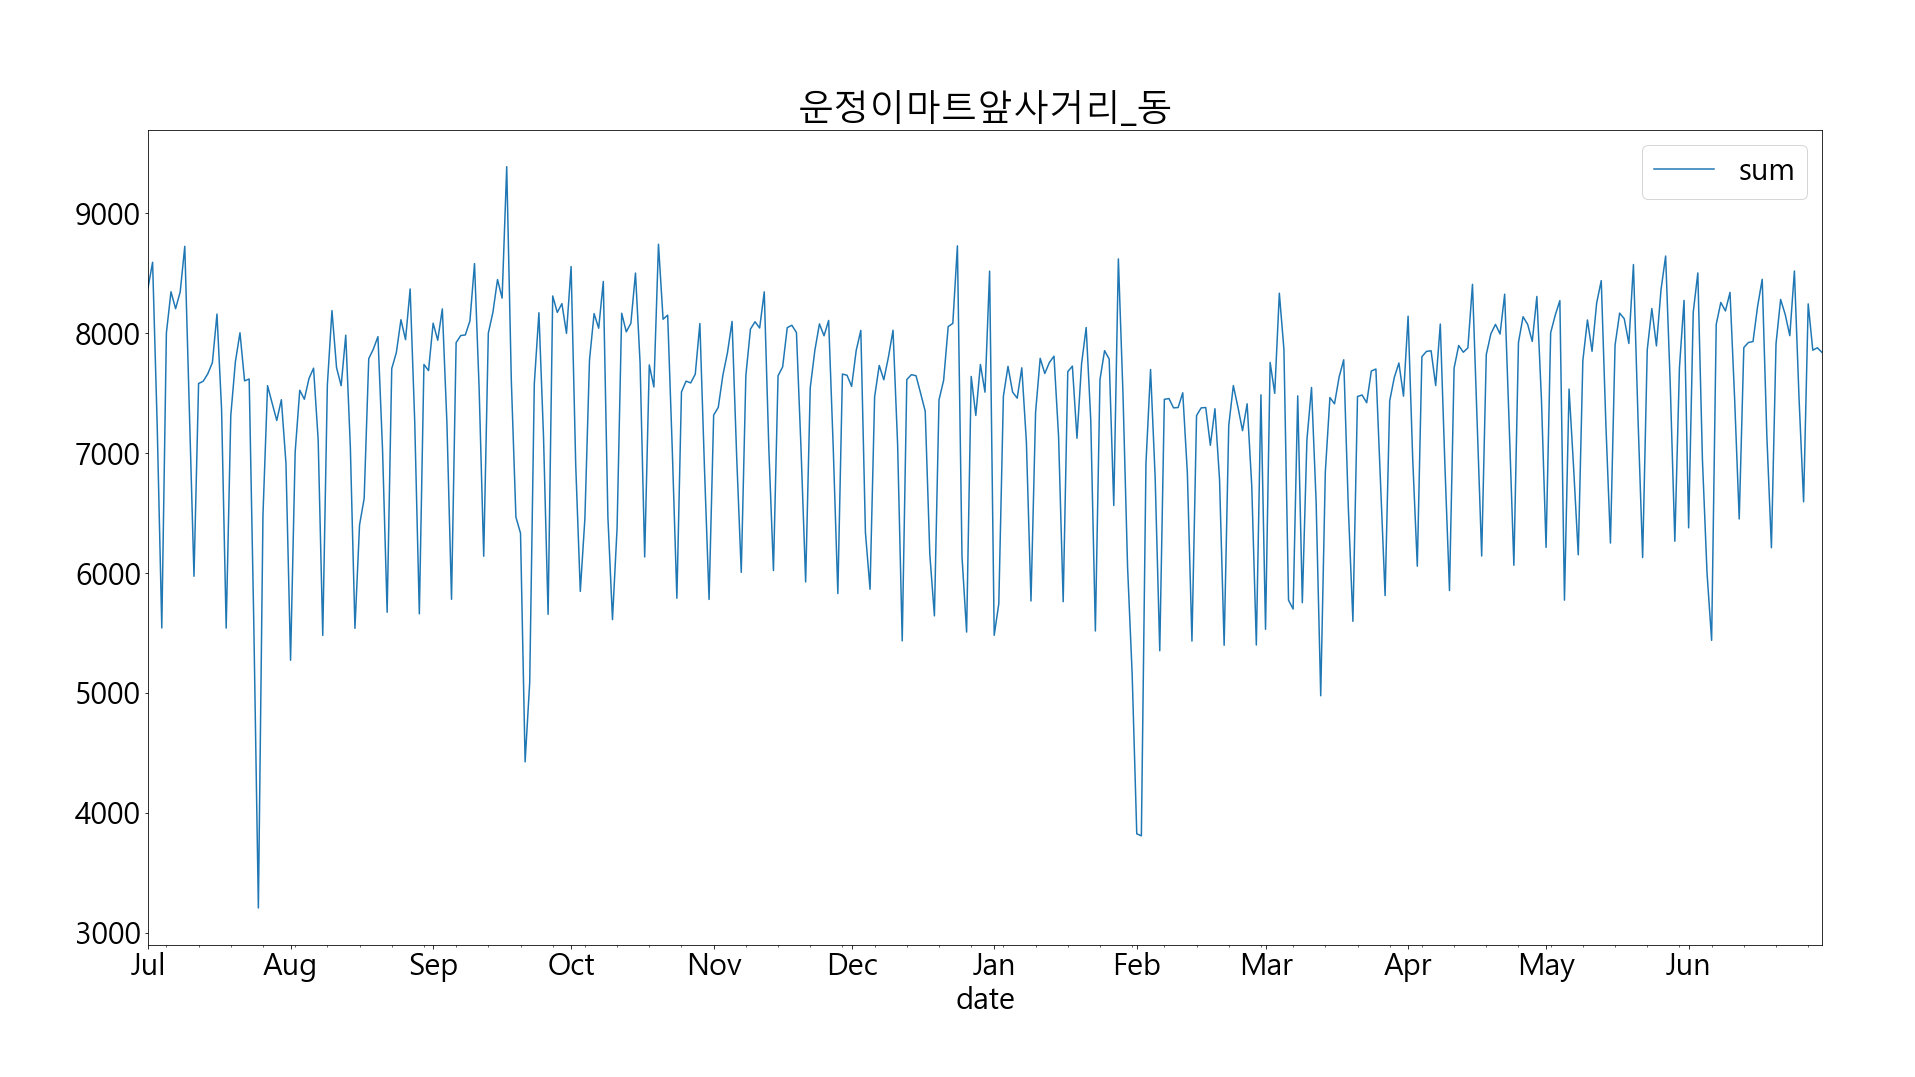 운정이마트앞사거리_동
sum
9000
8000
7000
6000
5000
4000
3000
Jul Aug Sep Oct Nov Dec Jan Feb Mar Apr May Jun
date